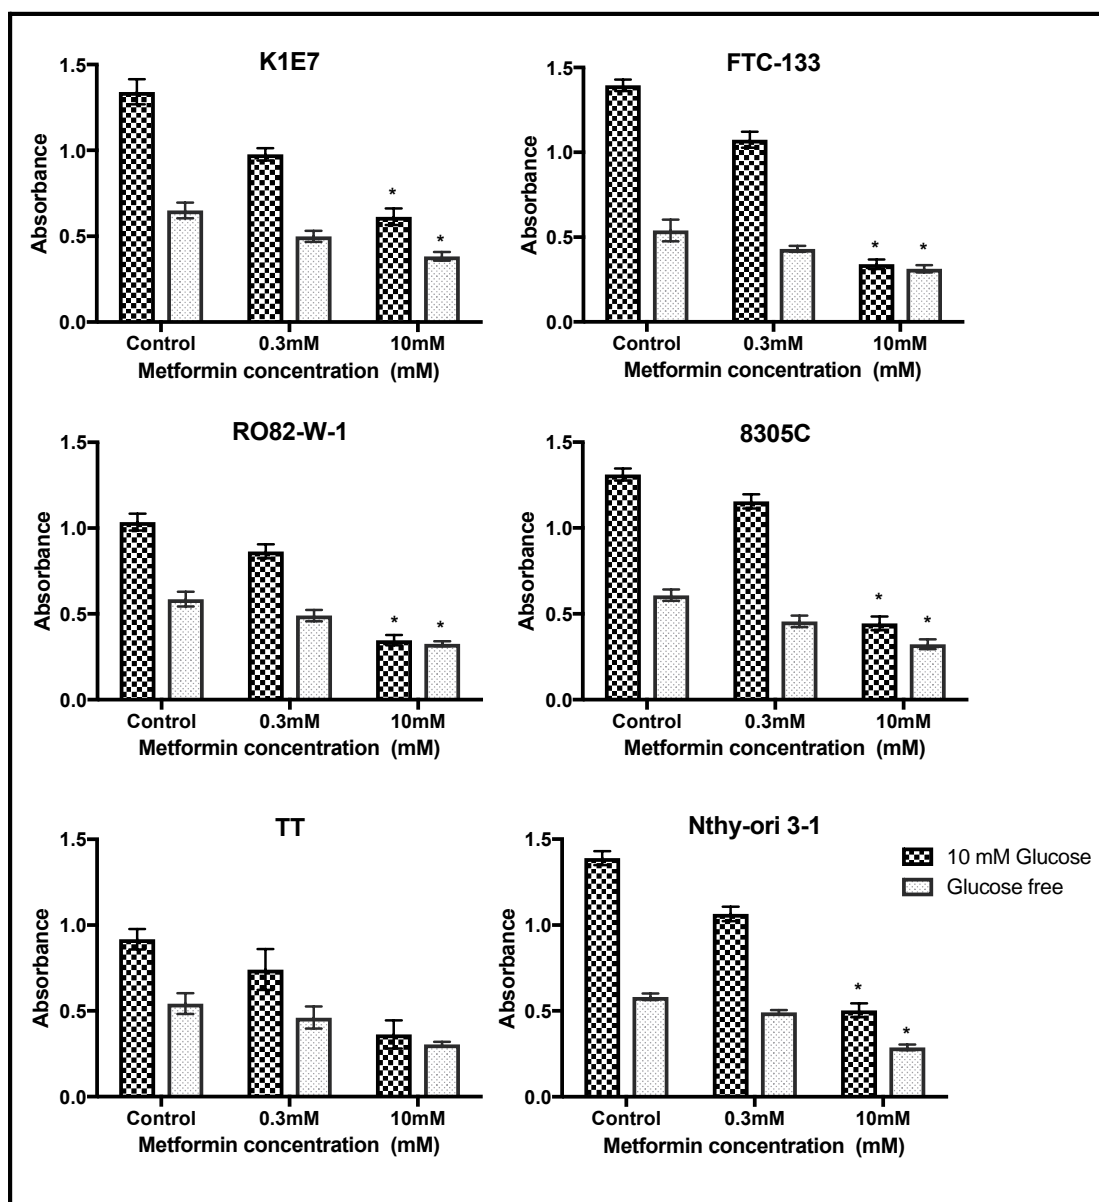 K1E7
1.5
1.0
0.5
0.0
Absorbance
* *
Control 0.3mM 10mM
Metformin concentration (mM)
FTC-133
1.5
1.0
0.5
0.0
Absorbance
* *
Control 0.3mM 10mM
Metformin concentration (mM)
RO82-W-1
1.5
1.0
0.5
0.0
Absorbance
* *
Control 0.3mM 10mM
Metformin concentration (mM)
8305C
1.5
1.0
0.5
0.0
Absorbance
* *
Control 0.3mM 10mM
Metformin concentration (mM)
TT
1.5
1.0
0.5
0.0
Absorbance
Control 0.3mM 10mM
Metformin concentration (mM)
Nthy-ori 3-1
1.5
1.0
0.5
0.0
Absorbance
* *
Control 0.3mM 10mM
Metformin concentration (mM)
10 mM Glucose
Glucose free